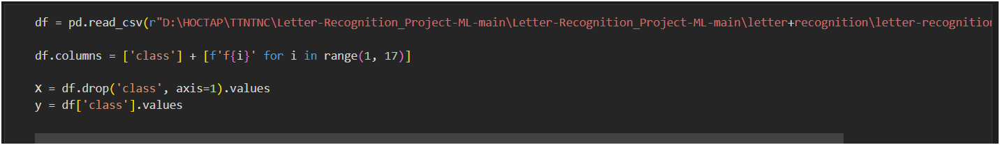 df = pd.read_csv(r"D:\HOCTAP\TTNTNC\Letter-Recognition_Project-ML-main\Letter-Recognition_Project-ML-main\letter+recognition\letter-recognition
df.columns = ['class'] + [f'f{i}' for i in range(1, 17)]
X = df.drop('class', axis=1).values
y = df['class'].values